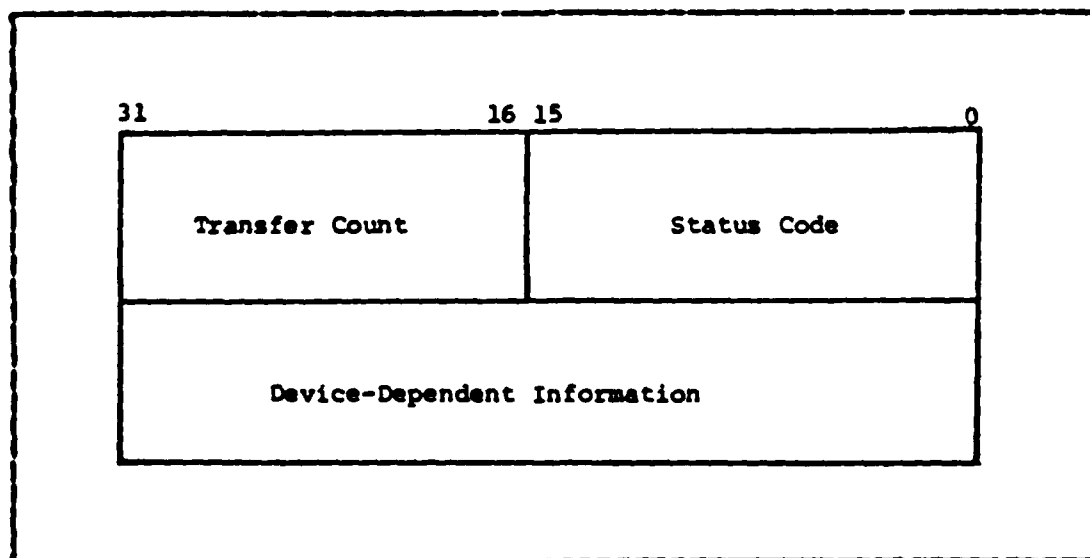 31 16 15 0
Transfer Count Status Code
Device-Dependent Information